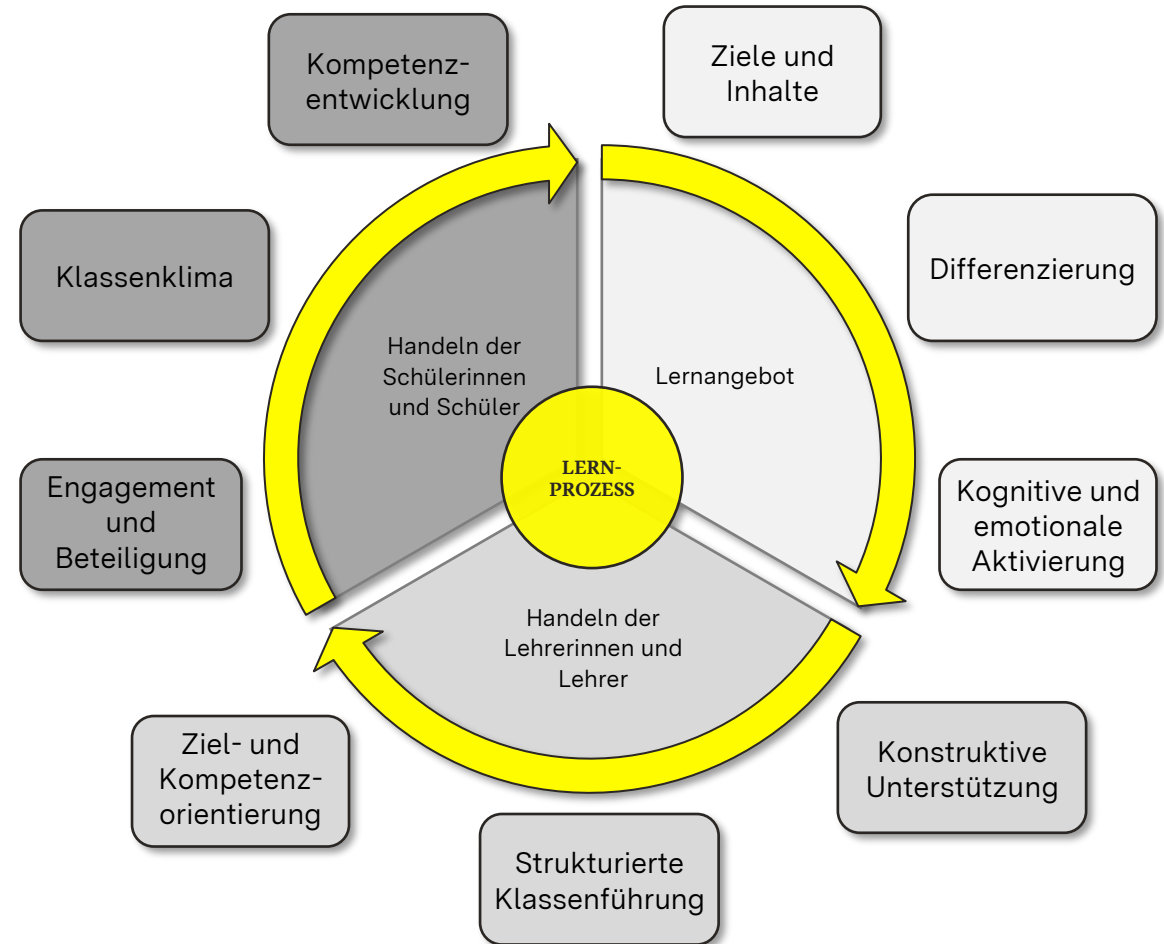 Kompetenz-
entwicklung
Ziele und
Inhalte
Klassenklima
Differenzierung
Handeln der
Schülerinnen
und Schüler
Lernangebot
LERN-
PROZESS
Engagement
und
Beteiligung
Kognitive und
emotionale
Aktivierung
Handeln der
Lehrerinnen und
Lehrer
Ziel- und
Kompetenz-
orientierung
Konstruktive
Unterstützung
Strukturierte
Klassenführung